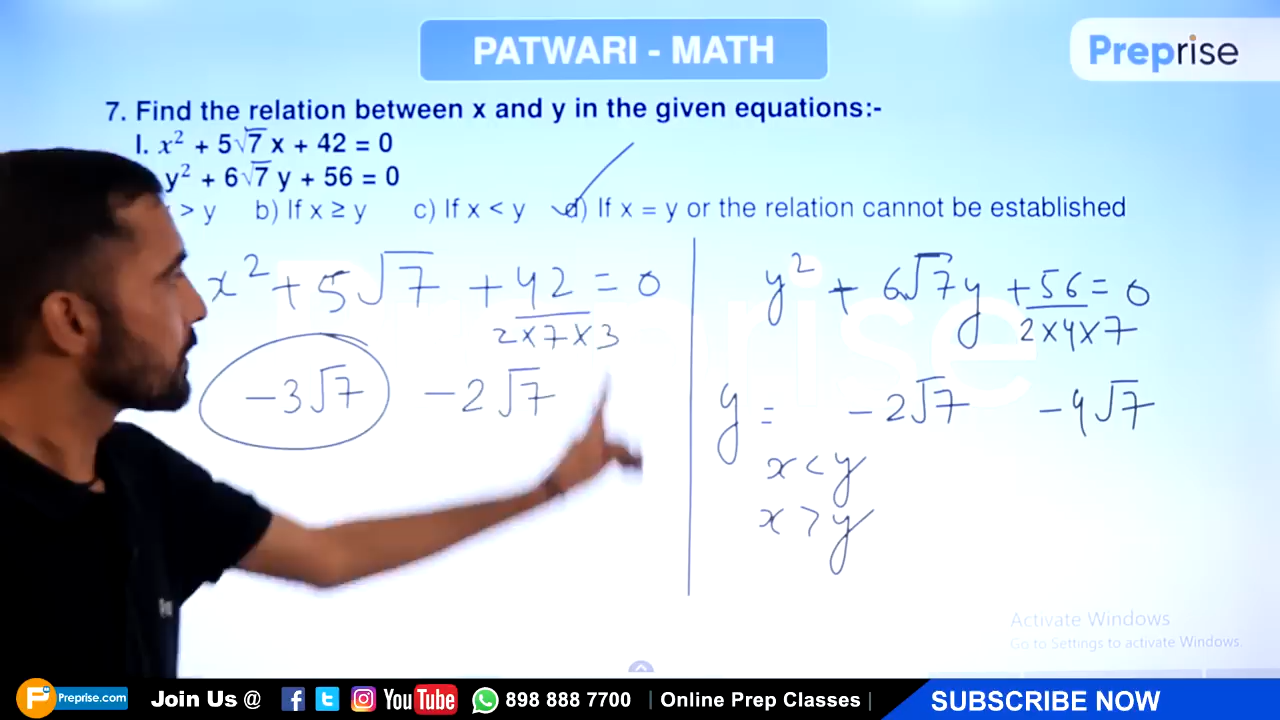 PATWARI - MATH
Preprise
7. Find the relation between x and y in the given equations:-
I. x² + 5√7 x + 42 = 0
y² + 6√7 y + 56 = 0
> y b) If x ≥ y c) If x < y d) If x = y or the relation cannot be established
x² + 5√7 + 42 = 0
2 x 7 x 3
-3√7 -2√7
y² + 6√7y + 56 = 0
2 x 4 x 7
y = -2√7 -4√7
x < y
x > y
Activate Windows
Go to Settings to activate Windows.
P Preprise.com Join Us @ f YouTube 898 888 7700 | Online Prep Classes | SUBSCRIBE NOW